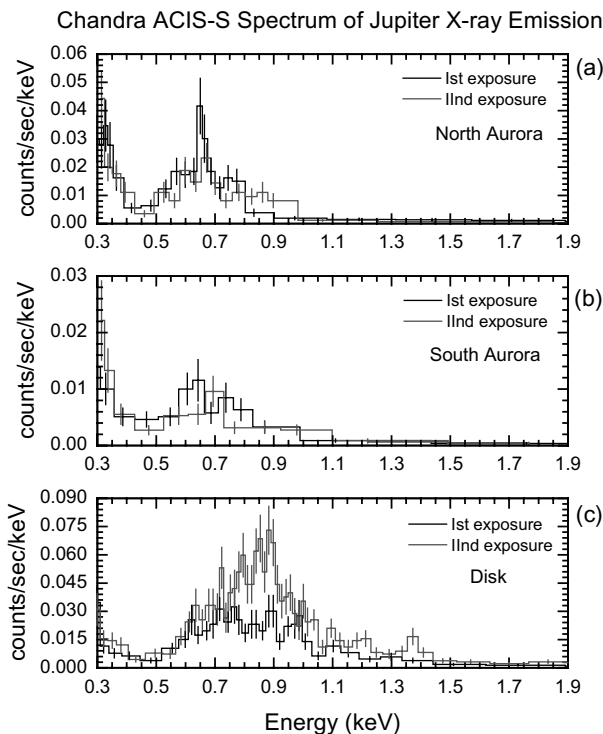 Chandra ACIS-S Spectrum of Jupiter X-ray Emission
(a)
counts/sec/keV
0.06
0.05
0.04
0.03
0.02
0.01
0.00
Ist exposure
IInd exposure
North Aurora
0.3 0.5 0.7 0.9 1.1 1.3 1.5 1.7 1.9
(b)
counts/sec/keV
0.03
0.02
0.01
0.00
Ist exposure
IInd exposure
South Aurora
0.3 0.5 0.7 0.9 1.1 1.3 1.5 1.7 1.9
(c)
counts/sec/keV
0.090
0.075
0.060
0.045
0.030
0.015
0.000
Ist exposure
IInd exposure
Disk
0.3 0.5 0.7 0.9 1.1 1.3 1.5 1.7 1.9
Energy (keV)